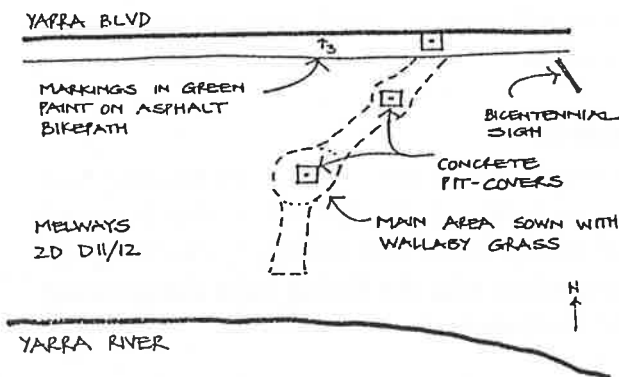 YARRA BLVD
↑3
MARKINGS IN GREEN
PAINT ON ASPHALT
BIKEPATH
BICENTENNIAL
SIGN
CONCRETE
PIT-COVERS
MAIN AREA SOWN WITH
WALLABY GRASS
MELWAYS
2D D11/12
N
YARRA RIVER